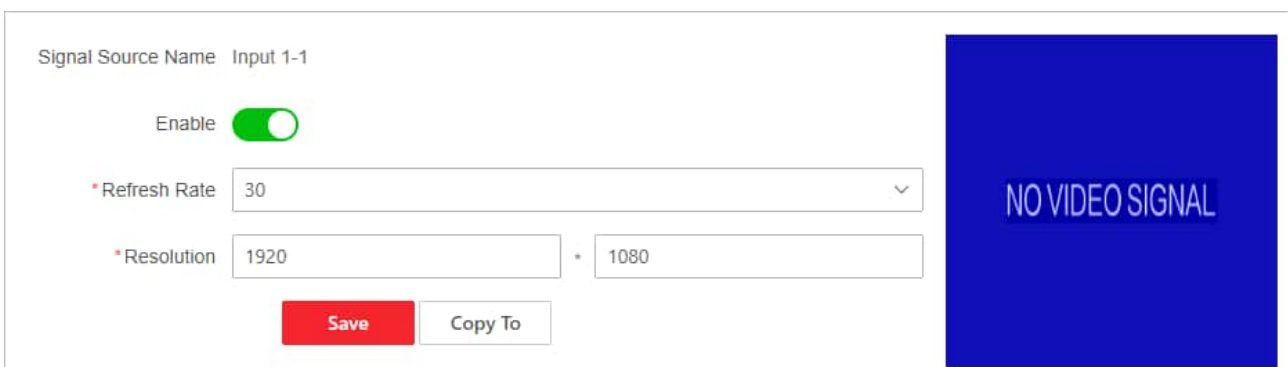 Signal Source Name Input 1-1
Enable
*Refresh Rate 30
*Resolution 1920 * 1080
Save Copy To
NO VIDEO SIGNAL